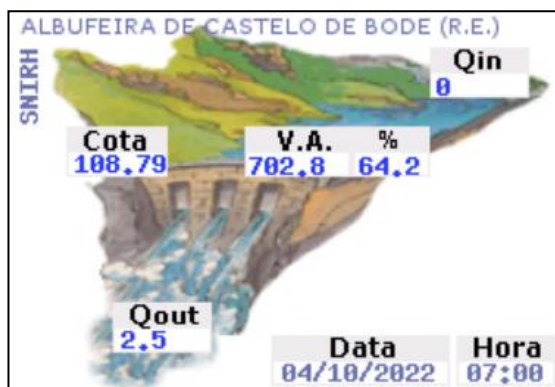 ALBUFEIRA DE CASTELO DE BODE (R.E.)
SNIRH
Qin
0
Cota
108.79
V.A. %
702.8 64.2
Qout
2.5
Data Hora
04/10/2022 07:00